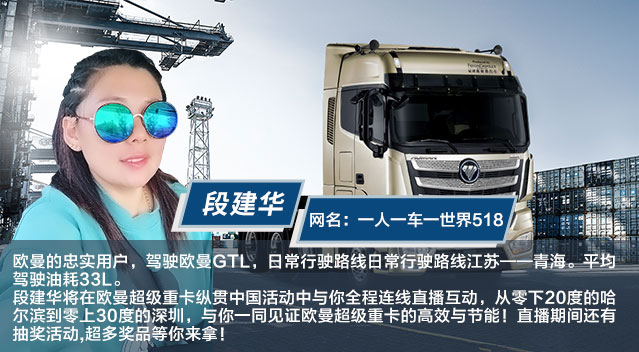 段建华
网名：一人一车一世界518
欧曼的忠实用户，驾驶欧曼GTL，日常行驶路线日常行驶路线江苏——青海。平均
驾驶油耗33L。
段建华将在欧曼超级重卡纵贯中国活动中与你全程连线直播互动，从零下20度的哈
尔滨到零上30度的深圳，与你一同见证欧曼超级重卡的高效与节能！直播期间还有
抽奖活动,超多奖品等你来拿！